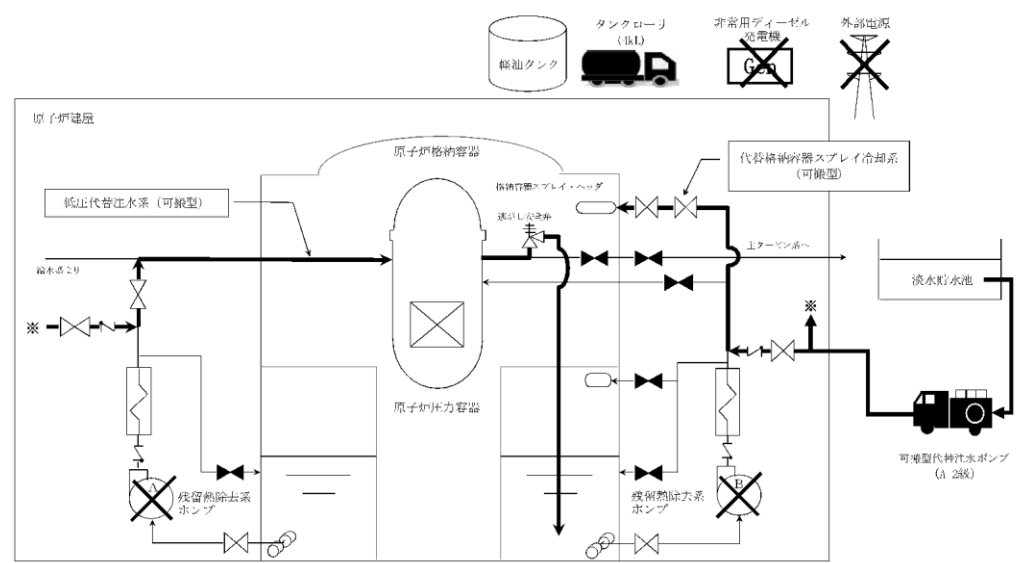 タンクローリ
(4kL)
非常用ディーゼル
発電機
外部電源
軽油タンク
Gen
原子炉建屋
原子炉格納容器
代替格納容器スプレイ冷却系
(可搬型)
格納容器スプレイ・ヘッダ
低圧代替注水系（可搬型）
逃がし安全弁
主タービン系へ
給水系より
淡水貯水池
※
※
原子炉圧力容器
可搬型代替注水ポンプ
(A-2級)
A
残留熱除去系
ポンプ
残留熱除去系
ポンプ
B